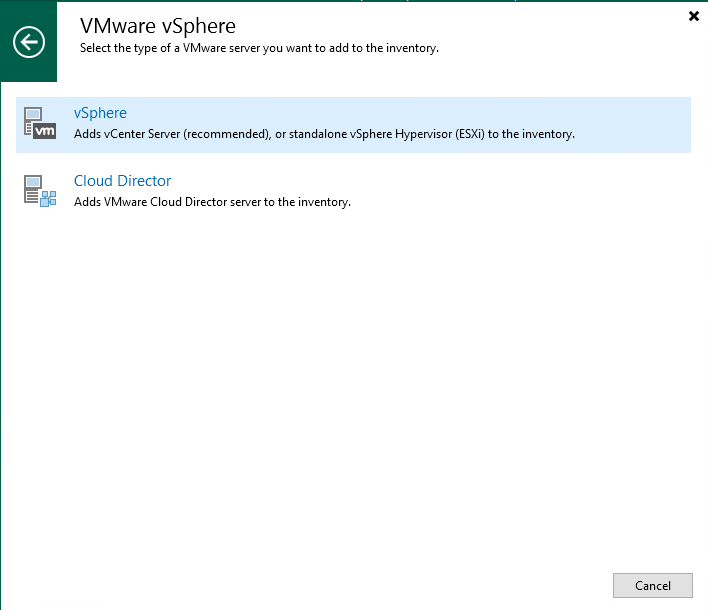 VMware vSphere
Select the type of a VMware server you want to add to the inventory.
vSphere
vm
Adds vCenter Server (recommended), or standalone vSphere Hypervisor (ESXi) to the inventory.
Cloud Director
Adds VMware Cloud Director server to the inventory.
Cancel